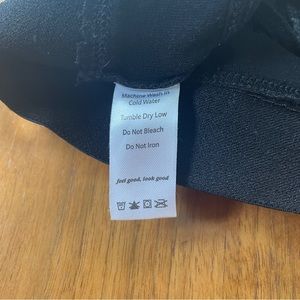 Machine Wash in
Cold Water
Tumble Dry Low
Do Not Bleach
Do Not Iron
feel good, look good